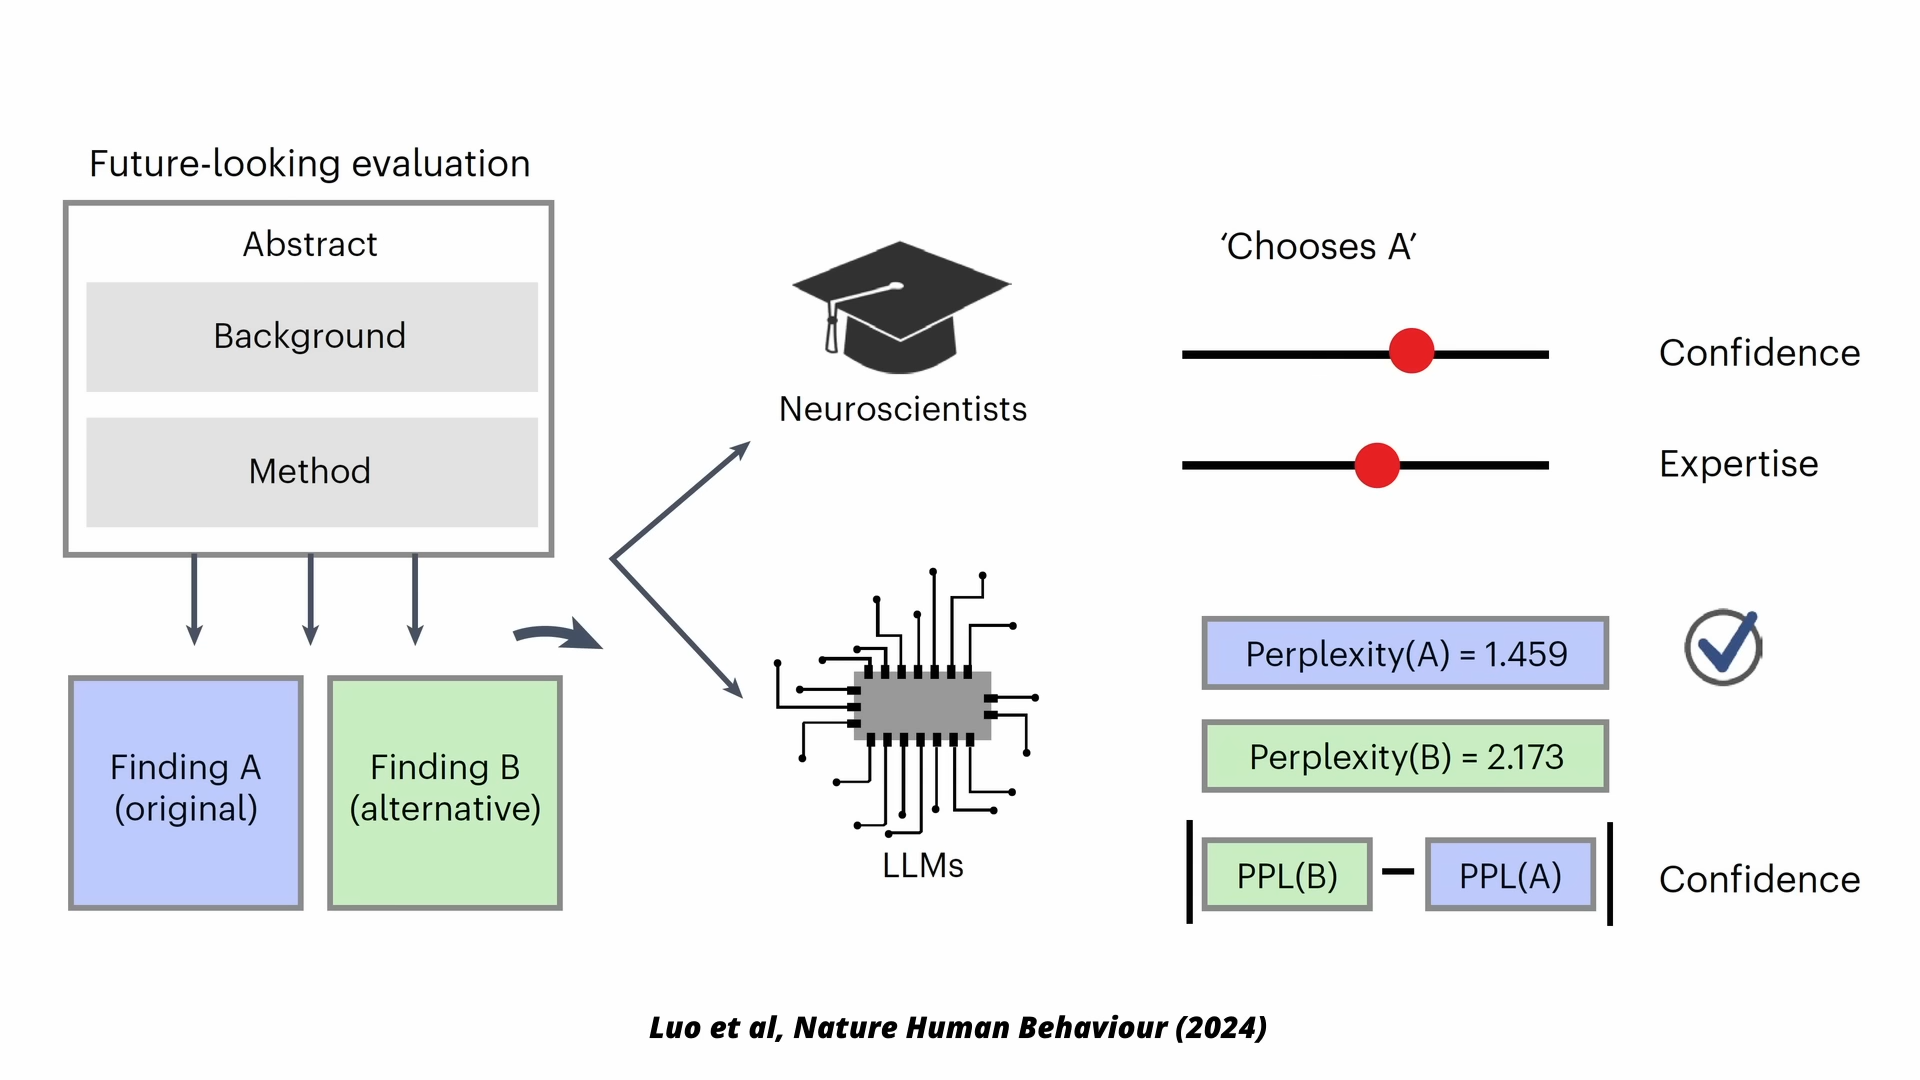 Future-looking evaluation
Abstract
Background
Method
Finding A
(original)
Finding B
(alternative)
Neuroscientists
LLMs
‘Chooses A’
Confidence
Expertise
Perplexity(A) = 1.459
Perplexity(B) = 2.173
PPL(B) – PPL(A)
Confidence
Luo et al, Nature Human Behaviour (2024)